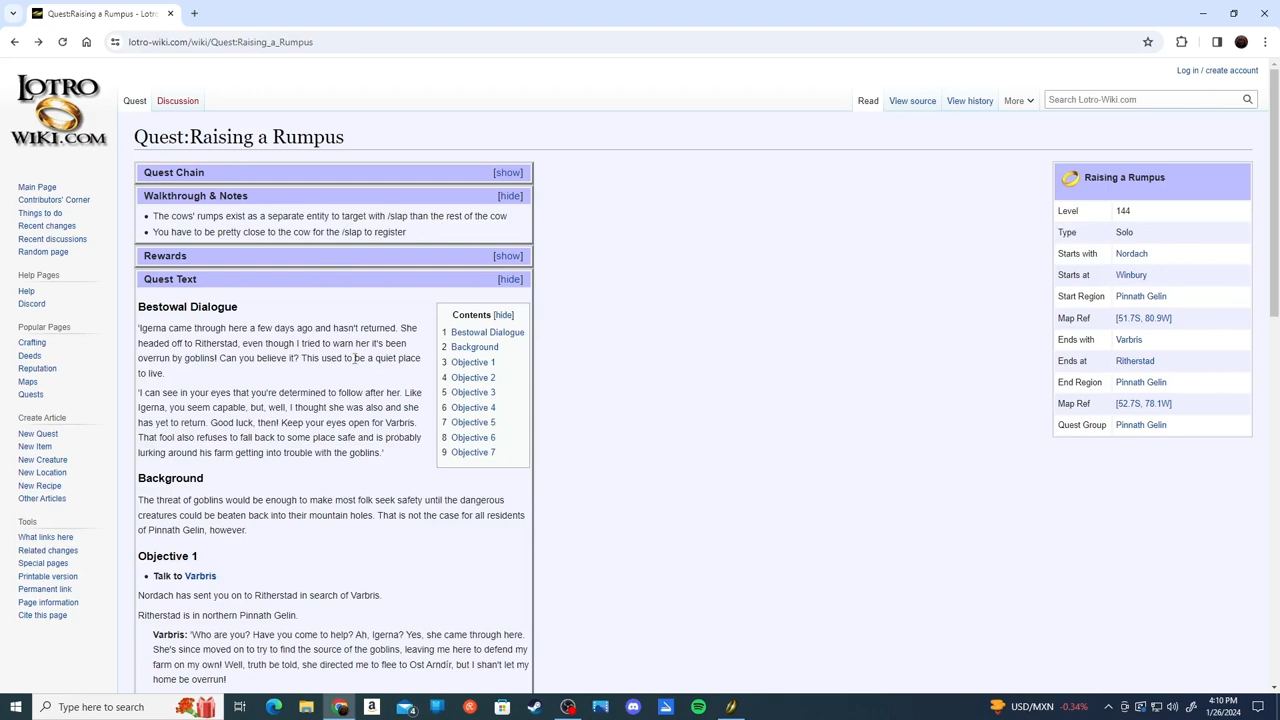 Quest:Raising a Rumpus - Lotro
lotro-wiki.com/wiki/Quest:Raising_a_Rumpus
LOTRO
WIKI.COM
Log in / create account
Quest
Discussion
Read
View source
View history
More
Search Lotro-Wiki.com
Quest:Raising a Rumpus
Main Page
Contributors' Corner
Things to do
Recent changes
Recent discussions
Random page
Help Pages
Help
Discord
Popular Pages
Crafting
Deeds
Reputation
Maps
Quests
Create Article
New Quest
New Item
New Creature
New Location
New Recipe
Other Articles
Tools
What links here
Related changes
Special pages
Printable version
Permanent link
Page information
Cite this page
Quest Chain [show]
Walkthrough & Notes [hide]
• The cows' rumps exist as a separate entity to target with /slap than the rest of the cow
• You have to be pretty close to the cow for the /slap to register
Rewards [show]
Quest Text [hide]
Bestowal Dialogue
'Igerna came through here a few days ago and hasn't returned. She
headed off to Ritherstad, even though I tried to warn her it's been
overrun by goblins! Can you believe it? This used to be a quiet place
to live.
'I can see in your eyes that you're determined to follow after her. Like
Igerna, you seem capable, but, well, I thought she was also and she
has yet to return. Good luck, then! Keep your eyes open for Varbris.
That fool also refuses to fall back to some place safe and is probably
lurking around his farm getting into trouble with the goblins.'
Contents [hide]
1 Bestowal Dialogue
2 Background
3 Objective 1
4 Objective 2
5 Objective 3
6 Objective 4
7 Objective 5
8 Objective 6
9 Objective 7
Background
The threat of goblins would be enough to make most folk seek safety until the dangerous
creatures could be beaten back into their mountain holes. That is not the case for all residents
of Pinnath Gelin, however.
Objective 1
• Talk to Varbris
Nordach has sent you on to Ritherstad in search of Varbris.
Ritherstad is in northern Pinnath Gelin.
Varbris: 'Who are you? Have you come to help? Ah, Igerna? Yes, she came through here.
She's since moved on to try to find the source of the goblins, leaving me here to defend my
farm on my own! Well, truth be told, she directed me to flee to Ost Arndír, but I shan't let my
home be overrun!
Raising a Rumpus
Level 144
Type Solo
Starts with Nordach
Starts at Winbury
Start Region Pinnath Gelin
Map Ref [51.7S, 80.9W]
Ends with Varbris
Ends at Ritherstad
End Region Pinnath Gelin
Map Ref [52.7S, 78.1W]
Quest Group Pinnath Gelin
Type here to search
USD/MXN -0.34%
4:10 PM
1/26/2024